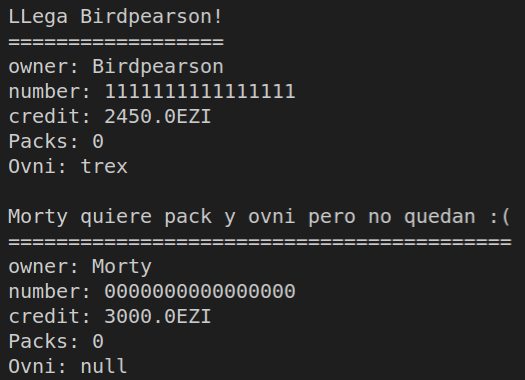 LLega Birdpearson!
==================
owner: Birdpearson
number: 1111111111111111
credit: 2450.0EZI
Packs: 0
Ovni: trex

Morty quiere pack y ovni pero no quedan :(
==========================================
owner: Morty
number: 0000000000000000
credit: 3000.0EZI
Packs: 0
Ovni: null